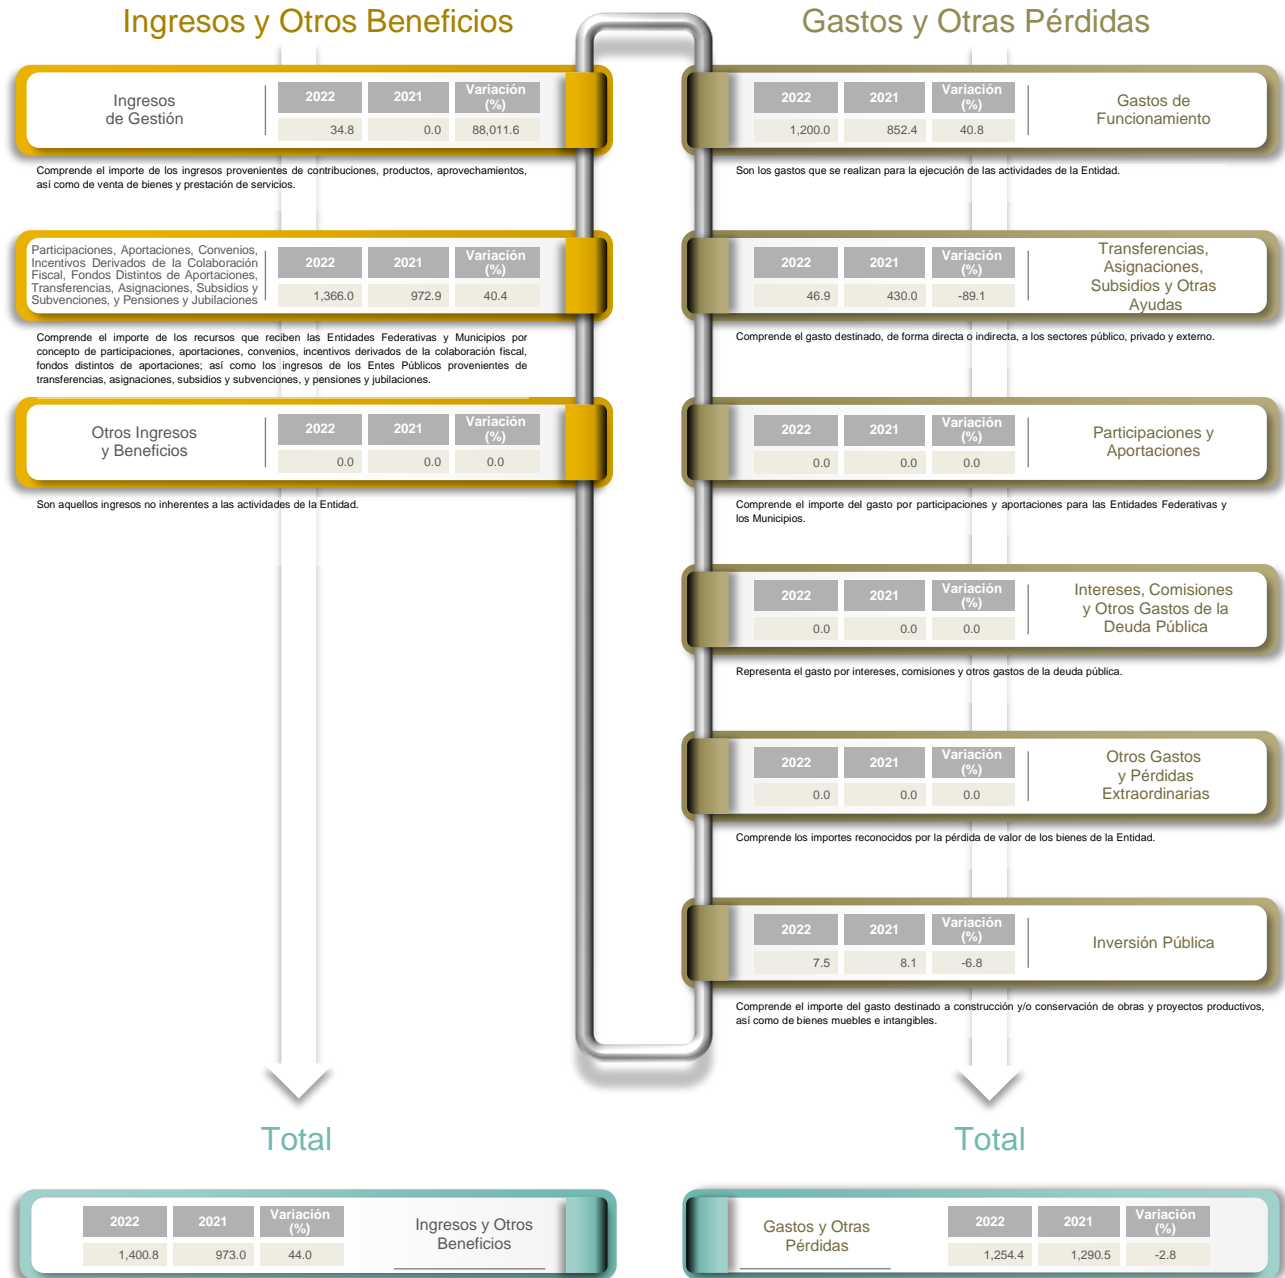 Ingresos y Otros Beneficios
Ingresos
de Gestión
2022 2021 Variación
(%)
34.8 0.0 88,011.6
Comprende el importe de los ingresos provenientes de contribuciones, productos, aprovechamientos,
así como de venta de bienes y prestación de servicios.
Participaciones, Aportaciones, Convenios,
Incentivos Derivados de la Colaboración
Fiscal, Fondos Distintos de Aportaciones,
Transferencias, Asignaciones, Subsidios y
Subvenciones, y Pensiones y Jubilaciones
2022 2021 Variación
(%)
1,366.0 972.9 40.4
Comprende el importe de los recursos que reciben las Entidades Federativas y Municipios por
concepto de participaciones, aportaciones, convenios, incentivos derivados de la colaboración fiscal,
fondos distintos de aportaciones; así como los ingresos de los Entes Públicos provenientes de
transferencias, asignaciones, subsidios y subvenciones, y pensiones y jubilaciones.
Otros Ingresos
y Beneficios
2022 2021 Variación
(%)
0.0 0.0 0.0
Son aquellos ingresos no inherentes a las actividades de la Entidad.
Total
2022 2021 Variación
(%)
1,400.8 973.0 44.0
Ingresos y Otros
Beneficios
Gastos y Otras Pérdidas
2022 2021 Variación
(%)
1,200.0 852.4 40.8
Gastos de
Funcionamiento
Son los gastos que se realizan para la ejecución de las actividades de la Entidad.
2022 2021 Variación
(%)
46.9 430.0 -89.1
Transferencias,
Asignaciones,
Subsidios y Otras
Ayudas
Comprende el gasto destinado, de forma directa o indirecta, a los sectores público, privado y externo.
2022 2021 Variación
(%)
0.0 0.0 0.0
Participaciones y
Aportaciones
Comprende el importe del gasto por participaciones y aportaciones para las Entidades Federativas y
los Municipios.
2022 2021 Variación
(%)
0.0 0.0 0.0
Intereses, Comisiones
y Otros Gastos de la
Deuda Pública
Representa el gasto por intereses, comisiones y otros gastos de la deuda pública.
2022 2021 Variación
(%)
0.0 0.0 0.0
Otros Gastos
y Pérdidas
Extraordinarias
Comprende los importes reconocidos por la pérdida de valor de los bienes de la Entidad.
2022 2021 Variación
(%)
7.5 8.1 -6.8
Inversión Pública
Comprende el importe del gasto destinado a construcción y/o conservación de obras y proyectos productivos,
así como de bienes muebles e intangibles.
Total
Gastos y Otras
Pérdidas
2022 2021 Variación
(%)
1,254.4 1,290.5 -2.8